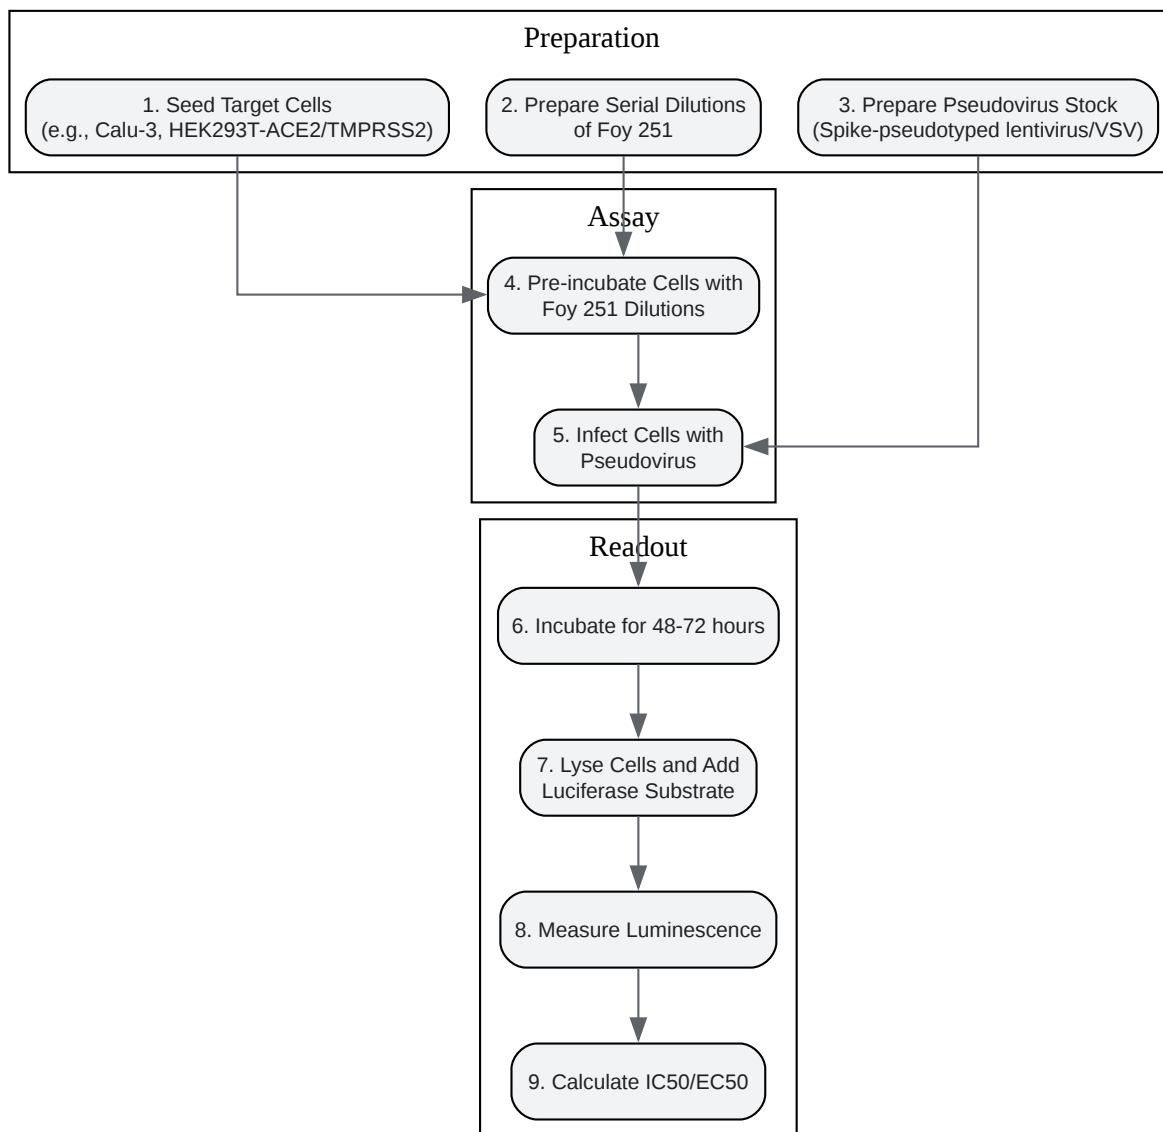 Preparation
1. Seed Target Cells
(e.g., Calu-3, HEK293T-ACE2/TMPRSS2)
2. Prepare Serial Dilutions
of Foy 251
3. Prepare Pseudovirus Stock
(Spike-pseudotyped lentivirus/VSV)
Assay
4. Pre-incubate Cells with
Foy 251 Dilutions
5. Infect Cells with
Pseudovirus
Readout
6. Incubate for 48-72 hours
7. Lyse Cells and Add
Luciferase Substrate
8. Measure Luminescence
9. Calculate IC50/EC50